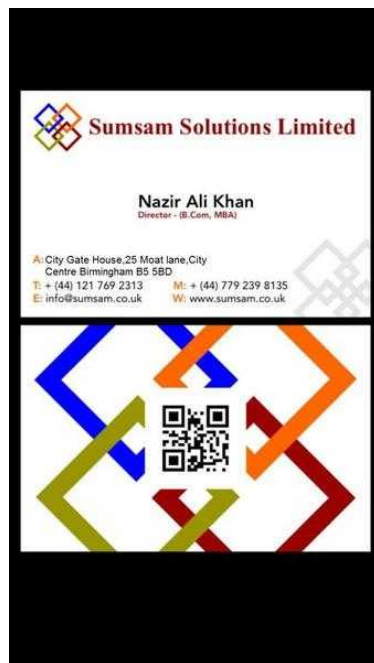 Sumsam Solutions Limited
Nazir Ali Khan
Director - (B.Com, MBA)
A: City Gate House,25 Moat lane,City
Centre Birmingham B5 5BD
T: + (44) 121 769 2313 M: + (44) 779 239 8135
E: info@sumsam.co.uk W: www.sumsam.co.uk